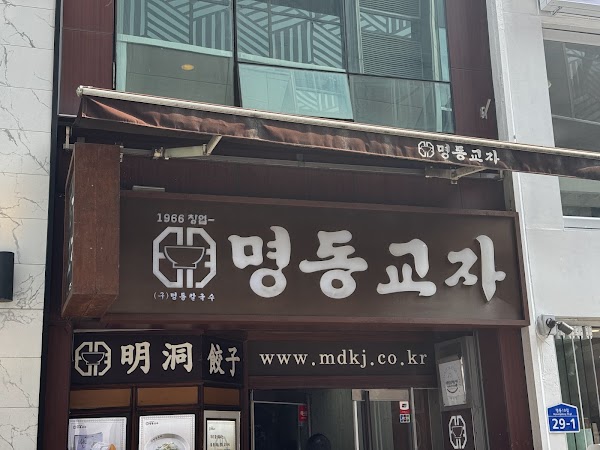 명동교자
1966 창업-
명동교자
(구)명동칼국수
明洞 餃子
www.mdkj.co.kr
29-1